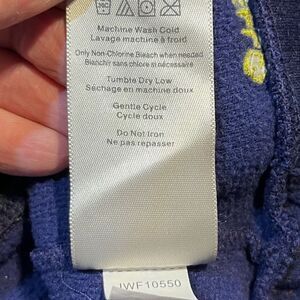 Machine Wash Cold
Lavage machine à froid
Only Non-Chlorine Bleach when needed
Blanchir sans chlore si nécessaire
Tumble Dry Low
Séchage en machine doux
Gentle Cycle
Cycle doux
Do Not Iron
Ne pas repasser
JWF10550